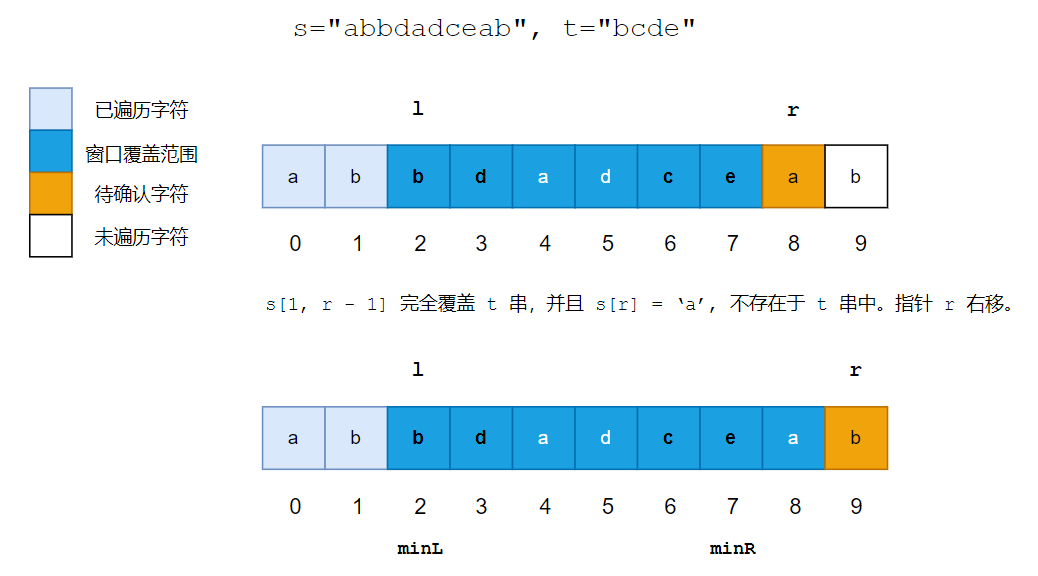 s="abbdadceab", t="bcde"
已遍历字符
窗口覆盖范围
待确认字符
未遍历字符
l r
a b b d a d c e a b
0 1 2 3 4 5 6 7 8 9
s[l, r - 1] 完全覆盖 t 串，并且 s[r] = ‘a’, 不存在于 t 串中。指针 r 右移。
l r
a b b d a d c e a b
0 1 2 3 4 5 6 7 8 9
minL minR